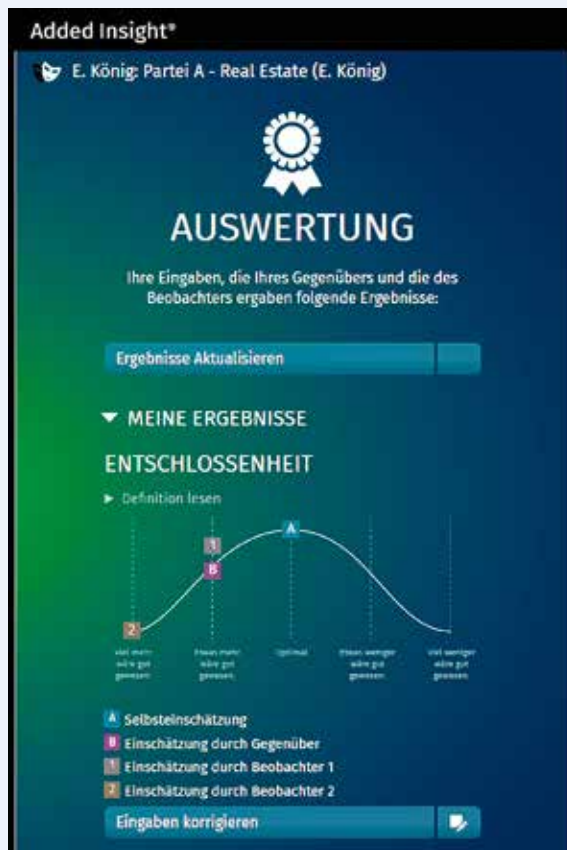 Added Insight®
E. König: Partei A - Real Estate (E. König)
AUSWERTUNG
Ihre Eingaben, die Ihres Gegenübers und die des
Beobachters ergaben folgende Ergebnisse:
Ergebnisse Aktualisieren
MEINE ERGEBNISSE
ENTSCHLOSSENHEIT
Definition lesen
A
1
B
2
viel mehr
wäre gut
gewesen
Etwas mehr
wäre gut
gewesen
Optimal
Etwas weniger
wäre gut
gewesen
Viel weniger
wäre gut
gewesen
A Selbsteinschätzung
B Einschätzung durch Gegenüber
1 Einschätzung durch Beobachter 1
2 Einschätzung durch Beobachter 2
Eingaben korrigieren